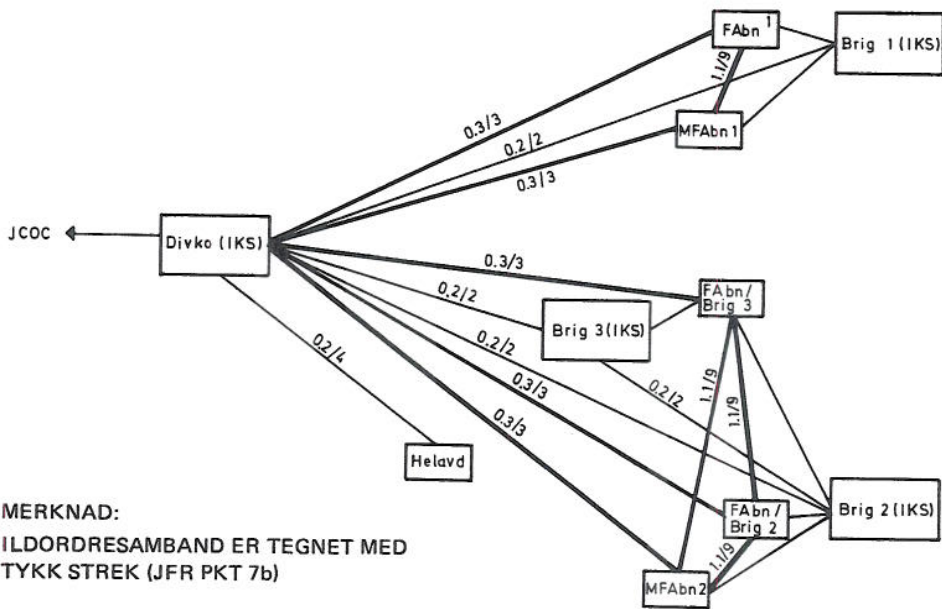 FAbn 1
Brig 1 (IKS)
1.1/9
MFAbn 1
0.3/3
0.2/2
0.3/3
JCOC
Divko (IKS)
0.3/3
FAbn/
Brig 3
0.2/2
Brig 3 (IKS)
0.2/2
0.2/4
0.3/3
0.2/2
1.1/9
1.1/9
0.3/3
Helavd
FAbn/
Brig 2
Brig 2 (IKS)
1.1/9
MFAbn 2
MERKNAD:
ILDORDRESAMBAND ER TEGNET MED
TYKK STREK (JFR PKT 7b)